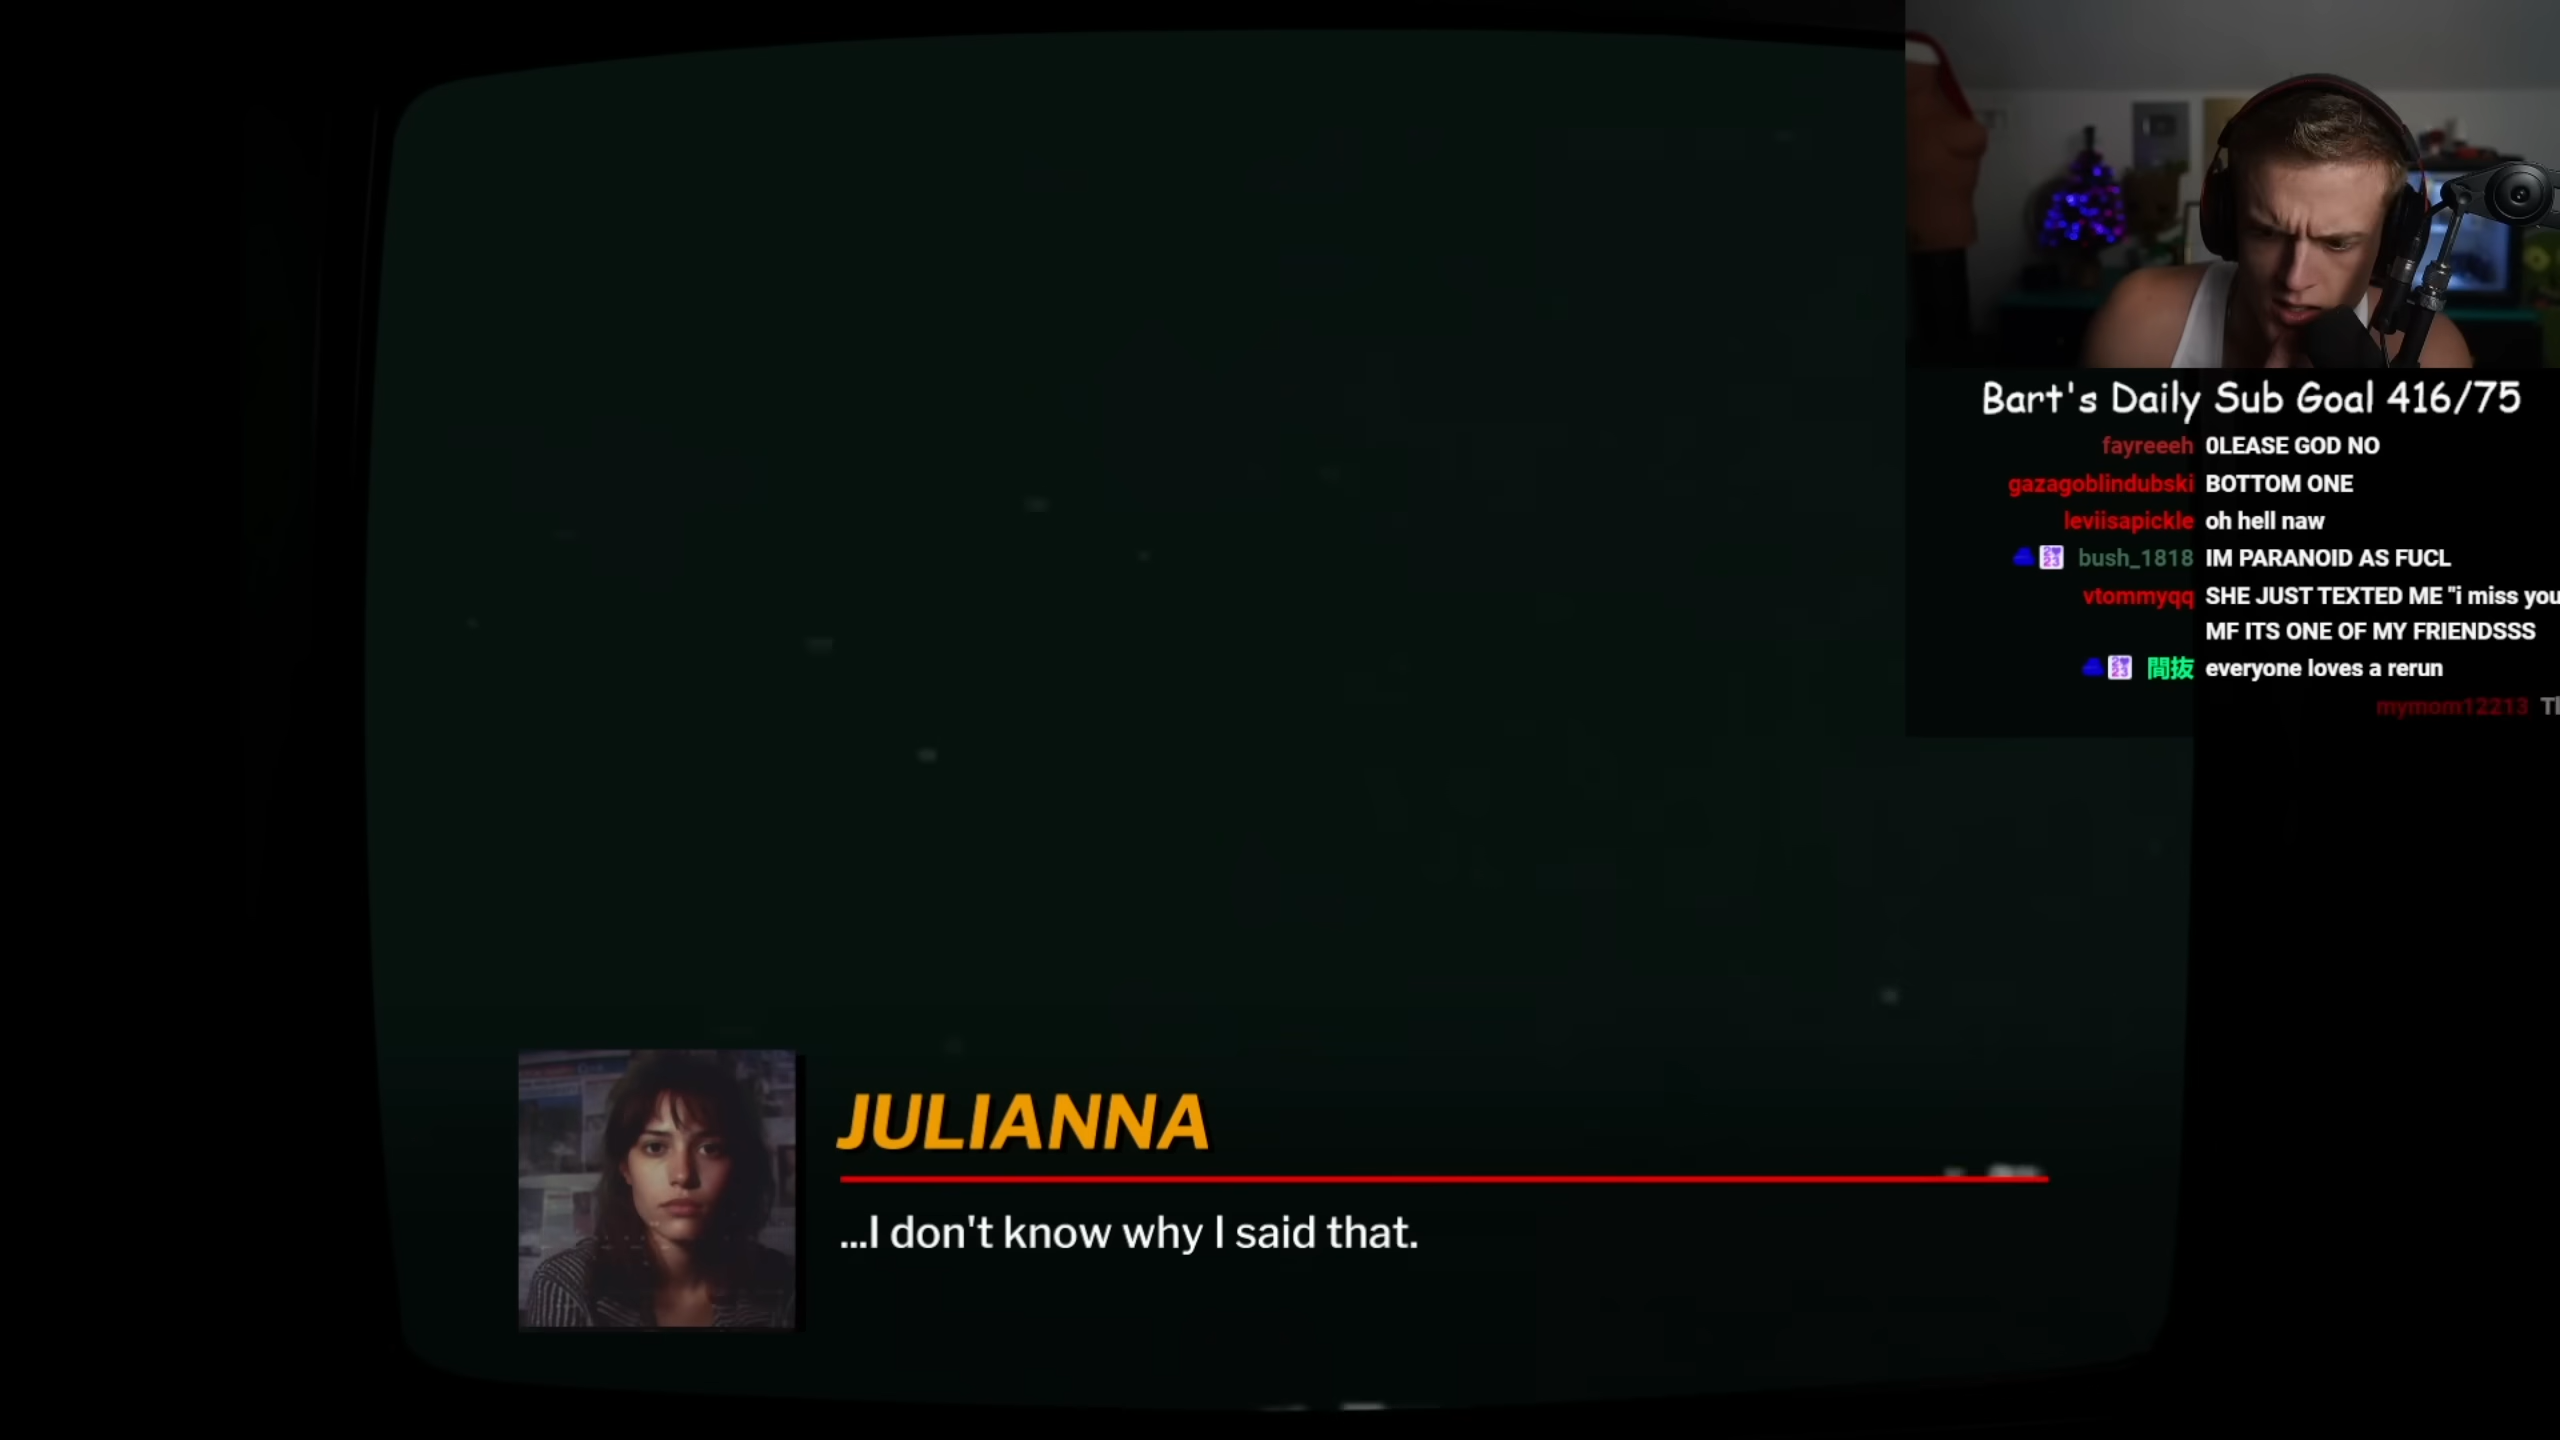 Bart's Daily Sub Goal 416/75
fayreeeh 0LEASE GOD NO
gazagoblindubski BOTTOM ONE
leviisapickle oh hell naw
bush_1818 IM PARANOID AS FUCL
vtommyqq SHE JUST TEXTED ME "i miss you
MF ITS ONE OF MY FRIENDSSS
間抜 everyone loves a rerun
mymom12213
JULIANNA
...I don't know why I said that.